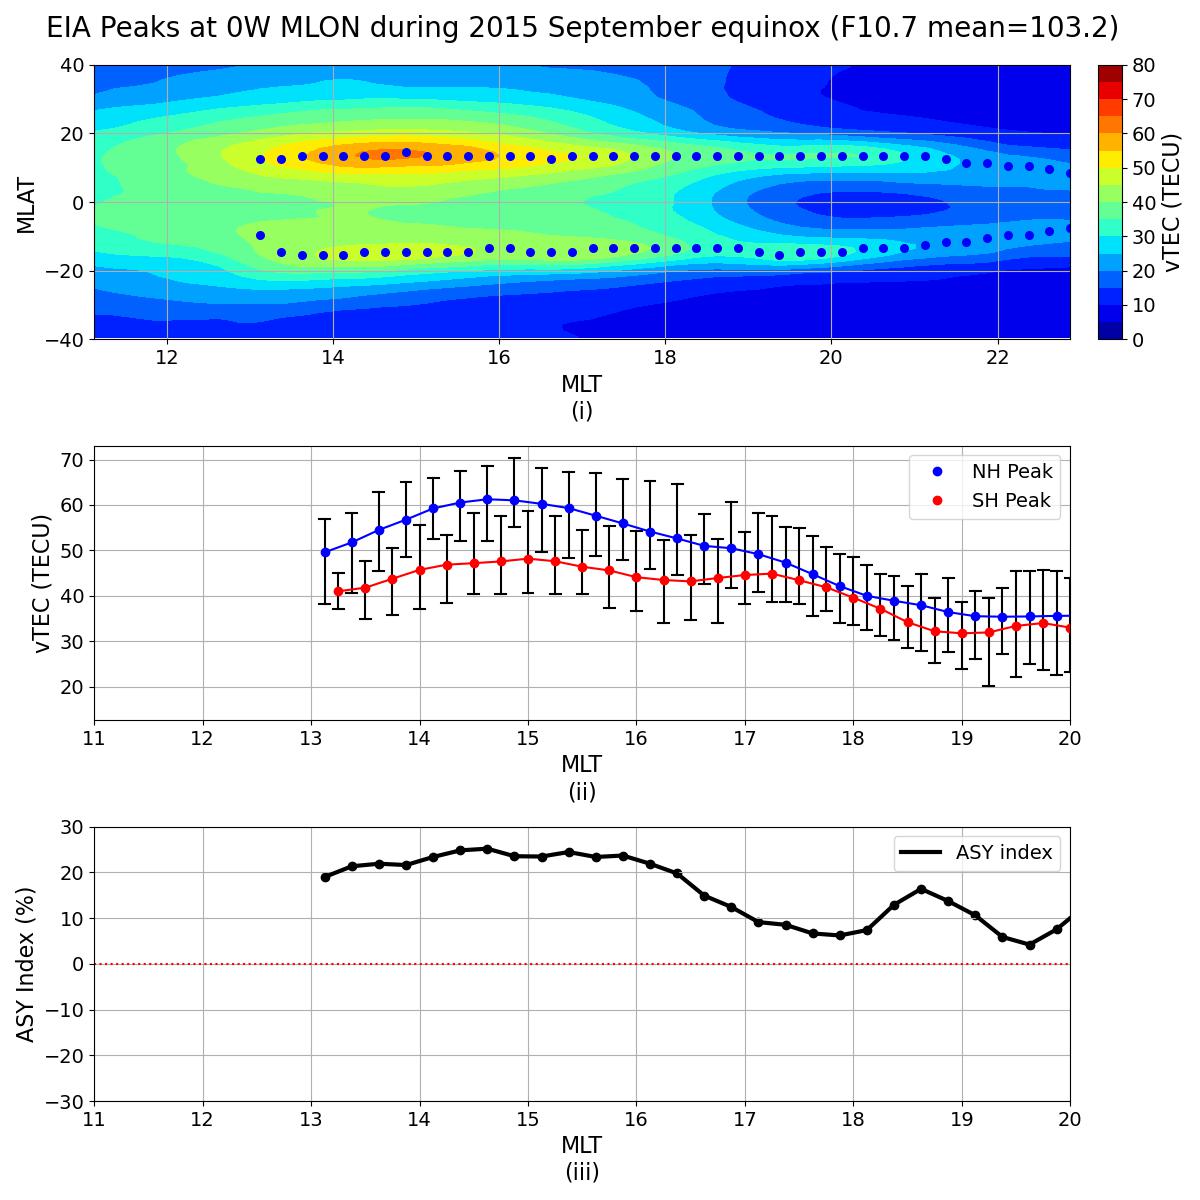 EIA Peaks at 0W MLON during 2015 September equinox (F10.7 mean=103.2)
40
20
0
−20
−40
MLAT
12 14 16 18 20 22
MLT
(i)
80
70
60
50
40
30
20
10
0
vTEC (TECU)
70
60
50
40
30
20
vTEC (TECU)
NH Peak
SH Peak
11 12 13 14 15 16 17 18 19 20
MLT
(ii)
30
20
10
0
−10
−20
−30
ASY Index (%)
ASY index
11 12 13 14 15 16 17 18 19 20
MLT
(iii)